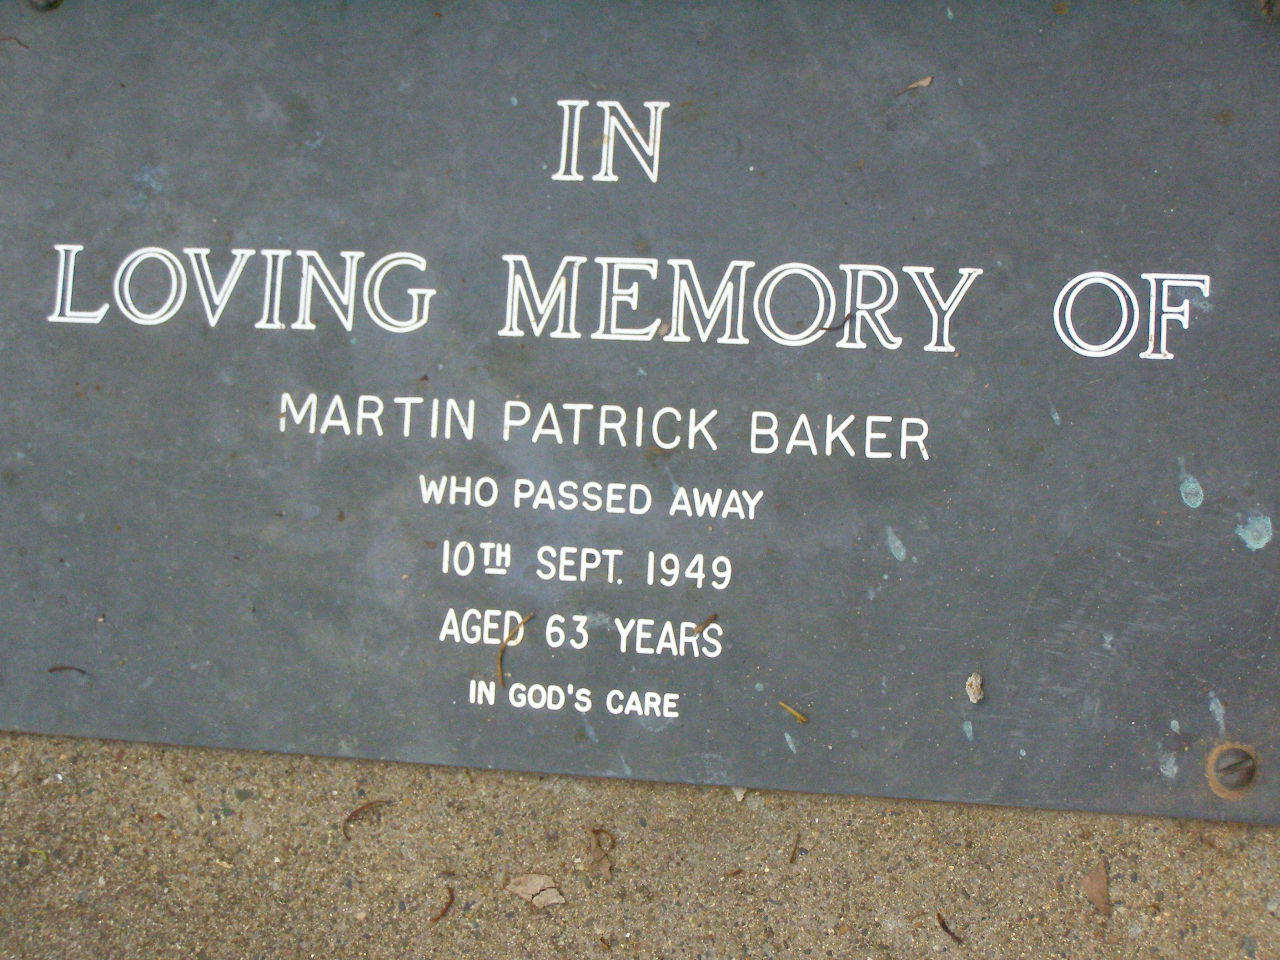 IN
LOVING MEMORY OF
MARTIN PATRICK BAKER
WHO PASSED AWAY
10TH SEPT. 1949
AGED 63 YEARS
IN GOD'S CARE